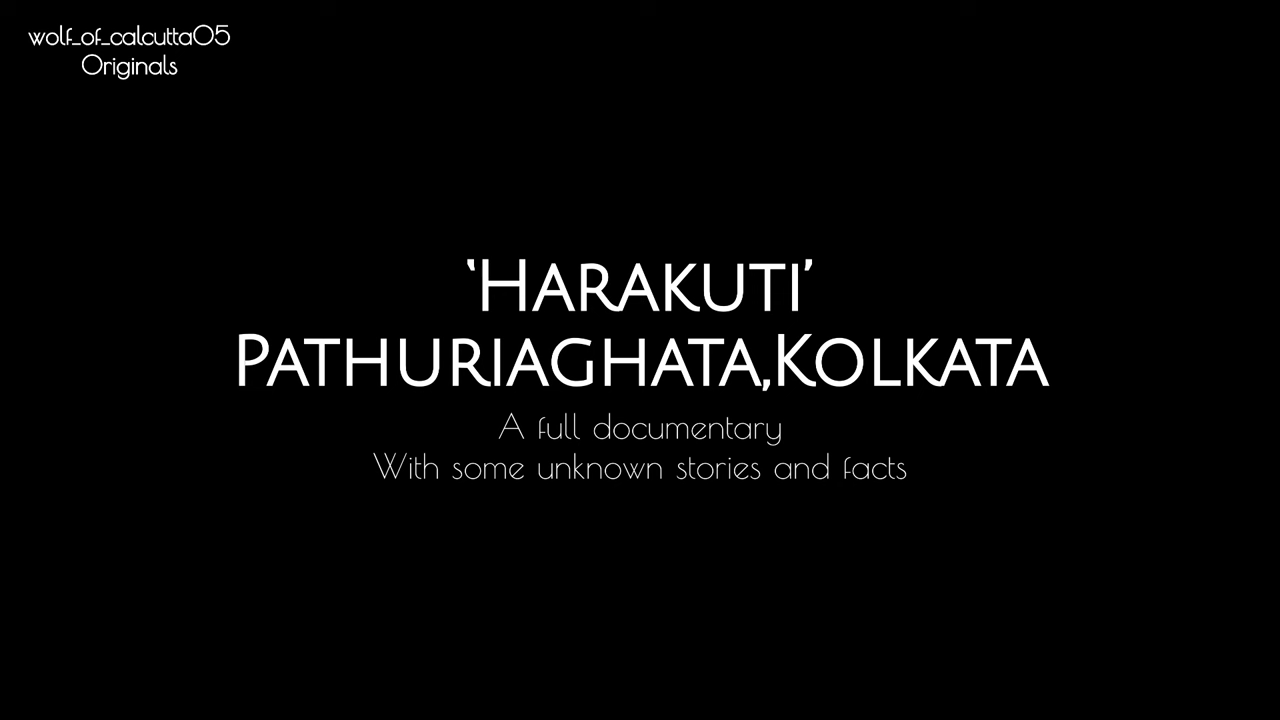 wolf_of_calcutta05
Originals
‘Harakuti’
Pathuriaghata,Kolkata
A full documentary
With some unknown stories and facts